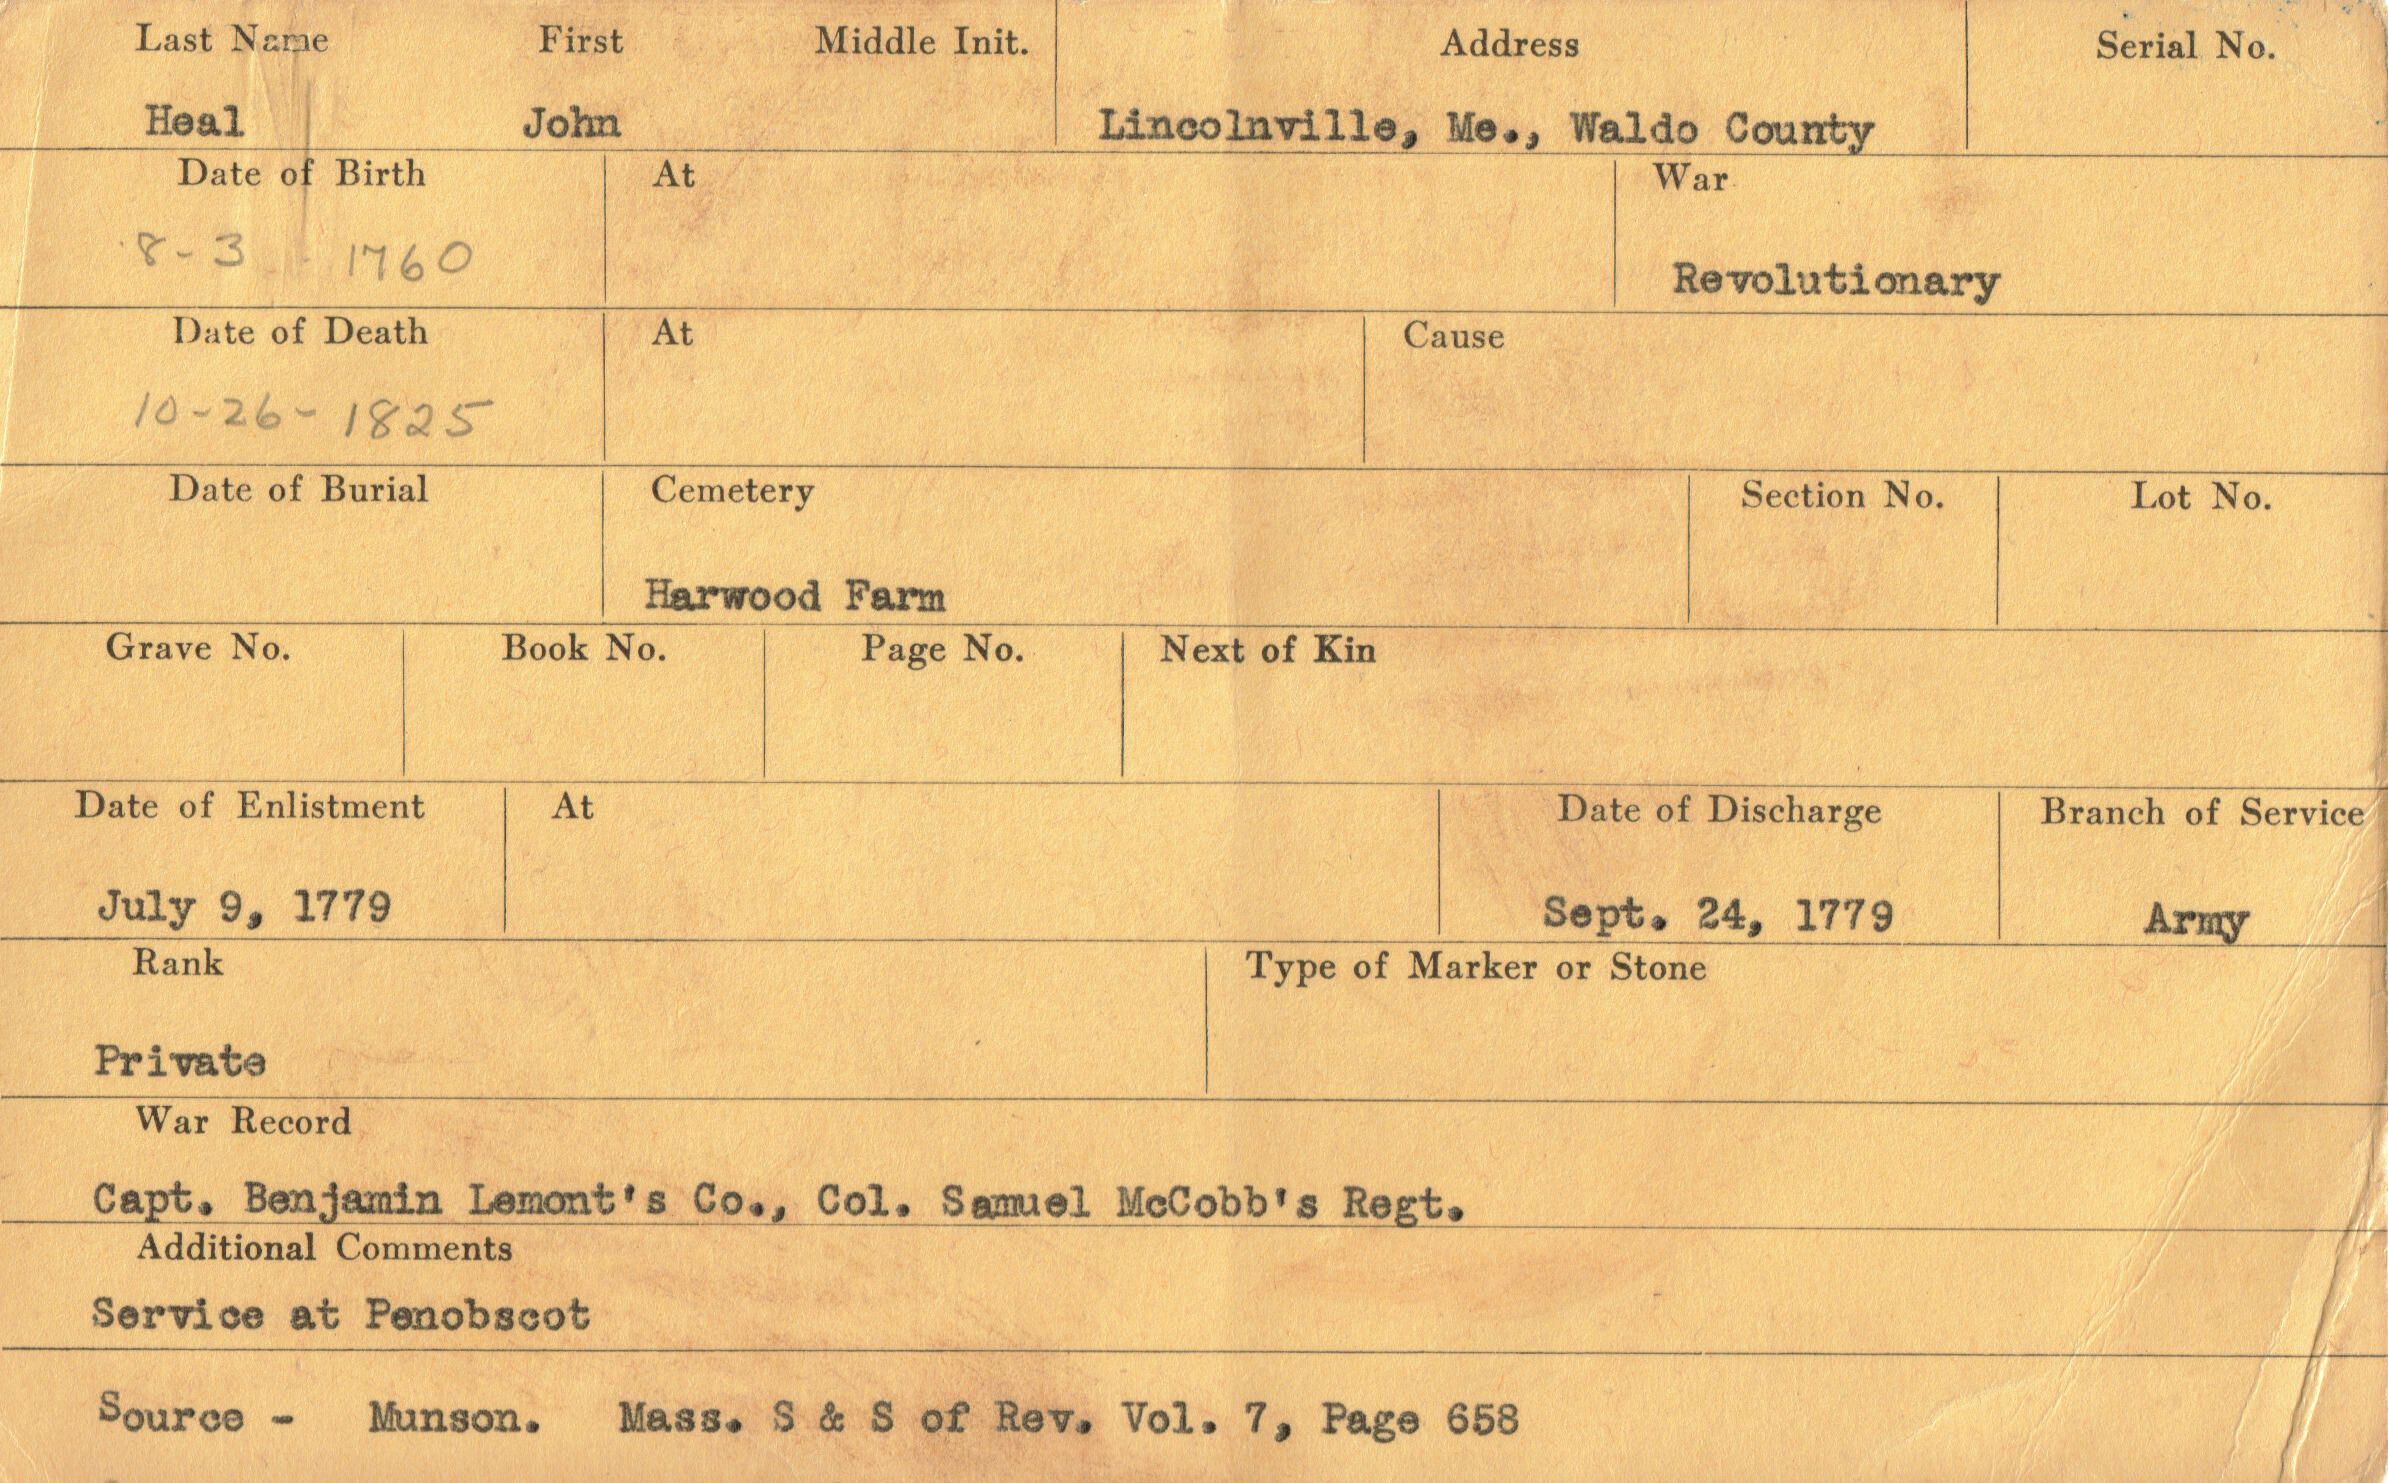 Last Name First Middle Init. Address Serial No.
Heal John Lincolnville, Me., Waldo County
Date of Birth At War
8-3 1760 Revolutionary
Date of Death At Cause
10-26-1825
Date of Burial Cemetery Section No. Lot No.
Harwood Farm
Grave No. Book No. Page No. Next of Kin
Date of Enlistment At Date of Discharge Branch of Service
July 9, 1779 Sept. 24, 1779 Army
Rank Type of Marker or Stone
Private
War Record
Capt. Benjamin Lemont's Co., Col. Samuel McCobb's Regt.
Additional Comments
Service at Penobscot
Source - Munson. Mass. S & S of Rev. Vol. 7, Page 658